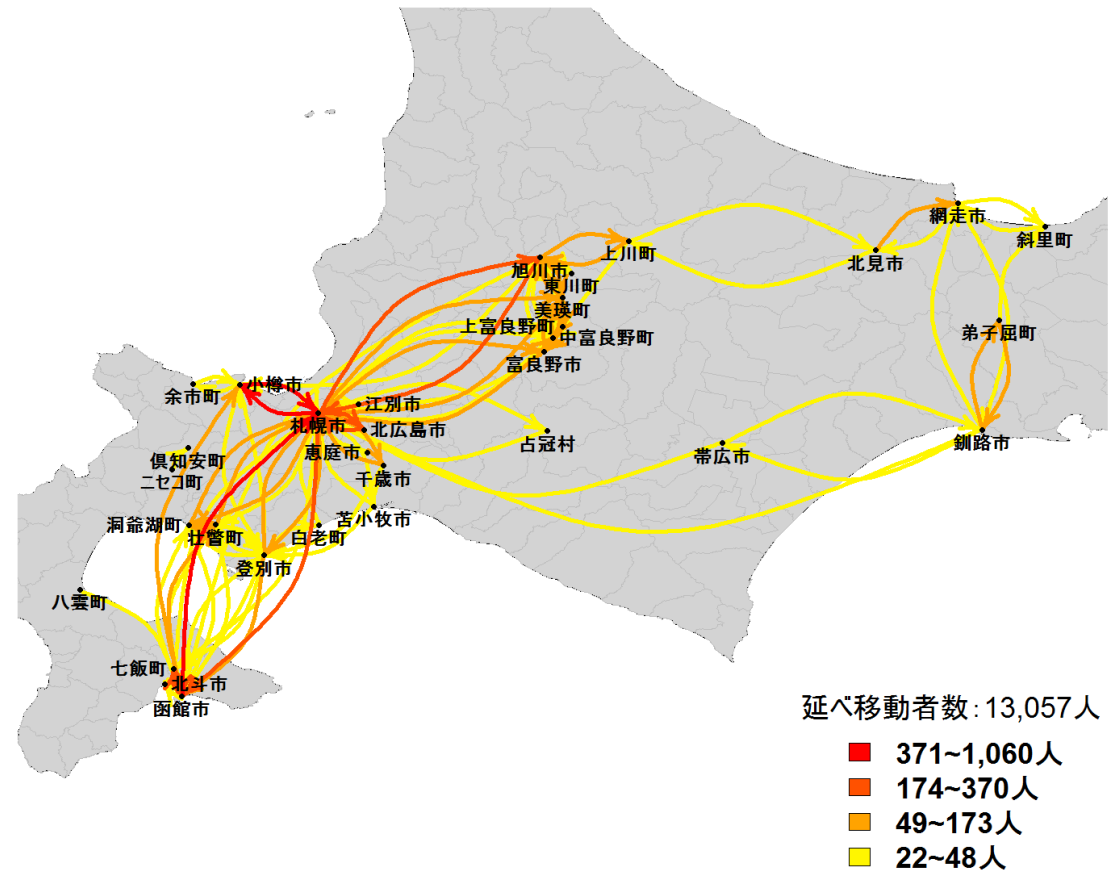 網走市
斜里町
上川町
北見市
旭川市
東川町
美瑛町
上富良野町
中富良野町
弟子屈町
富良野市
小樽市
余市町
江別市
札幌市
北広島市
占冠村
釧路市
恵庭市
帯広市
倶知安町
千歳市
ニセコ町
苫小牧市
洞爺湖町
壮瞥町
白老町
登別市
八雲町
七飯町
北斗市
函館市
延べ移動者数:13,057人
371~1,060人
174~370人
49~173人
22~48人